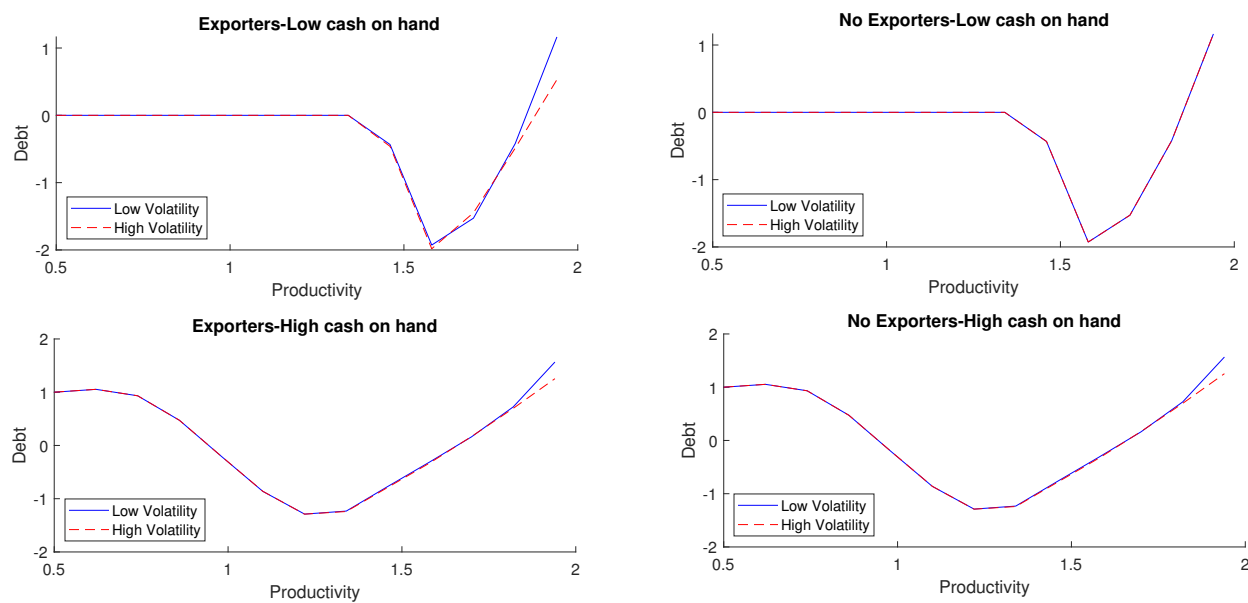 Exporters-Low cash on hand
1
0
-1
-2
Debt
Low Volatility
High Volatility
0.5 1 1.5 2
Productivity
No Exporters-Low cash on hand
1
0
-1
-2
Debt
Low Volatility
High Volatility
0.5 1 1.5 2
Productivity
Exporters-High cash on hand
2
1
0
-1
-2
Debt
Low Volatility
High Volatility
0.5 1 1.5 2
Productivity
No Exporters-High cash on hand
2
1
0
-1
-2
Debt
Low Volatility
High Volatility
0.5 1 1.5 2
Productivity